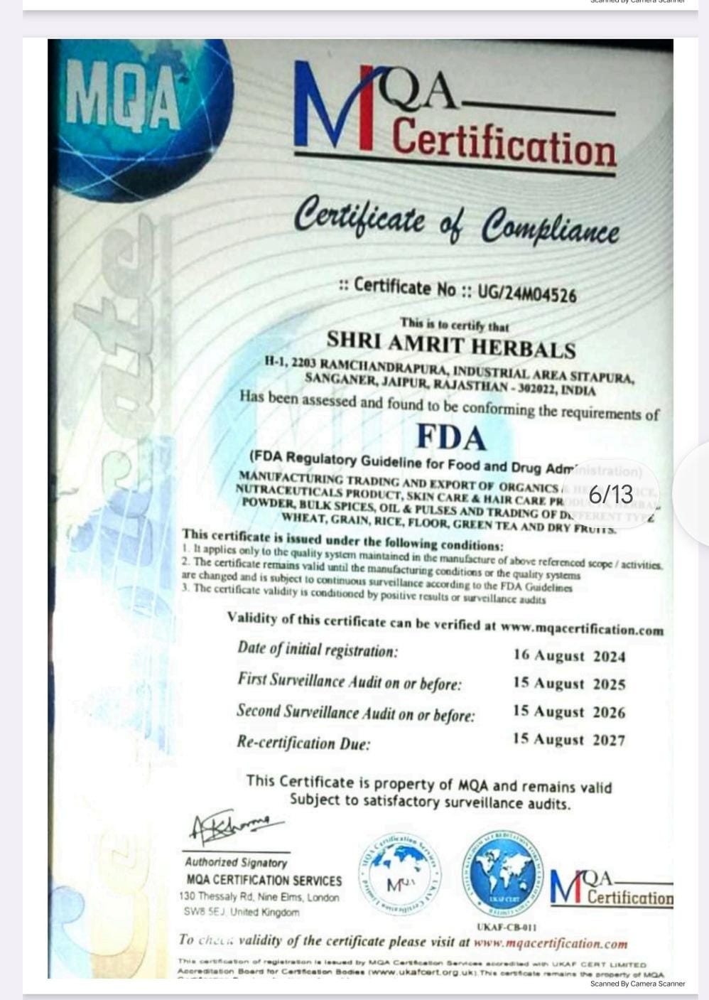 Scanned By Camera Scanner
MQA
MQA
Certification
Certificate of Compliance
:: Certificate No :: UG/24M04526
This is to certify that
SHRI AMRIT HERBALS
H-1, 2203 RAMCHANDRAPURA, INDUSTRIAL AREA SITAPURA,
SANGANER, JAIPUR, RAJASTHAN - 302022, INDIA
Has been assessed and found to be conforming the requirements of
FDA
(FDA Regulatory Guideline for Food and Drug Administration)
MANUFACTURING TRADING AND EXPORT OF ORGANICS
NUTRACEUTICALS PRODUCT, SKIN CARE & HAIR CARE
POWDER, BULK SPICES, OIL & PULSES AND TRADING OF DIFFERENT
WHEAT, GRAIN, RICE, FLOOR, GREEN TEA AND DRY FRUITS.
6/13
This certificate is issued under the following conditions:
1. It applies only to the quality system maintained in the manufacture of above referenced scope / activities.
2. The certificate remains valid until the manufacturing conditions or the quality systems
are changed and is subject to continuous surveillance according to the FDA Guidelines
3. The certificate validity is conditioned by positive results or surveillance audits
Validity of this certificate can be verified at www.mqacertification.com
Date of initial registration: 16 August 2024
First Surveillance Audit on or before: 15 August 2025
Second Surveillance Audit on or before: 15 August 2026
Re-certification Due: 15 August 2027
This Certificate is property of MQA and remains valid
Subject to satisfactory surveillance audits.
Authorized Signatory
MQA CERTIFICATION SERVICES
130 Thessaly Rd, Nine Elms, London
SW8 5EJ, United Kingdom
MQA Certification Services
UKAF CERT
UKAF-CB-011
MQA
Certification
To check validity of the certificate please visit at www.mqacertification.com
This certification of registration is issued by MQA Certification Services accredited with UKAF CERT LIMITED
Accreditation Board for Certification Bodies (www.ukafcert.org.uk).This certificate remains the property of MQA
Scanned By Camera Scanner